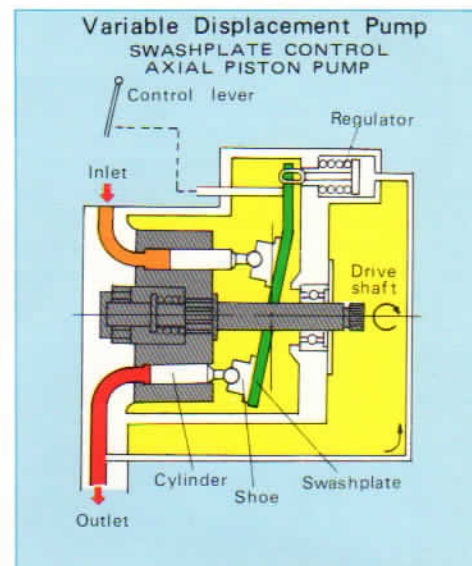 Variable Displacement Pump
SWASHPLATE CONTROL
AXIAL PISTON PUMP
Control lever
Regulator
Inlet
Drive
shaft
Cylinder
Shoe
Swashplate
Outlet